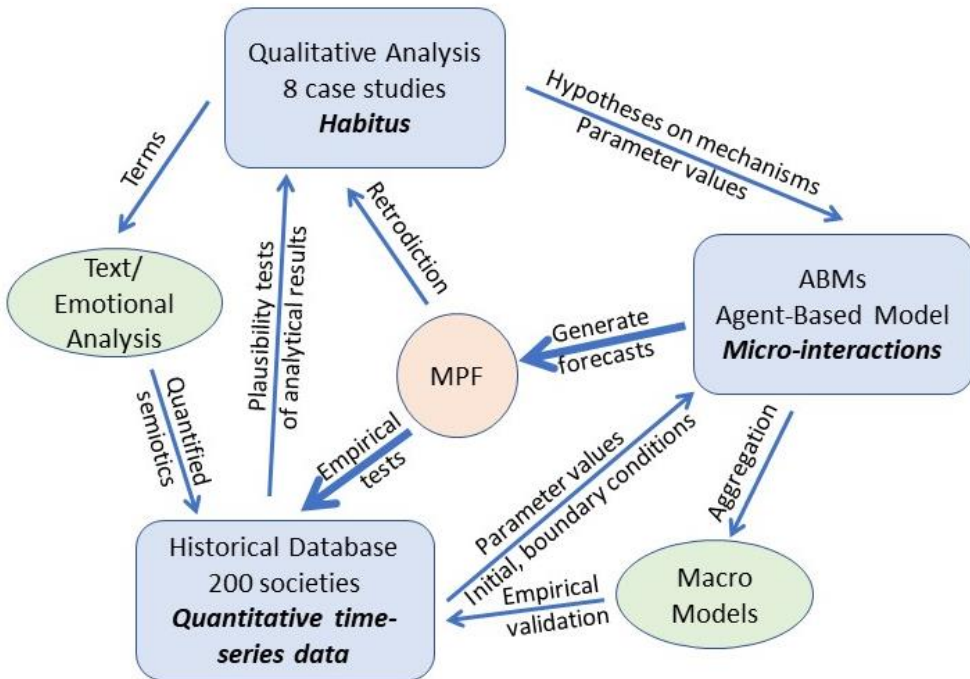 Qualitative Analysis
8 case studies
Habitus
Hypotheses on mechanisms
Parameter values
Terms
Retrodiction
Plausibility tests
of analytical results
Text/
Emotional
Analysis
ABMs
Agent-Based Model
Micro-interactions
Generate
forecasts
MPF
Quantified
semiotics
Empirical
tests
Parameter values
Initial, boundary conditions
Aggregation
Historical Database
200 societies
Quantitative time-
series data
Empirical
validation
Macro
Models